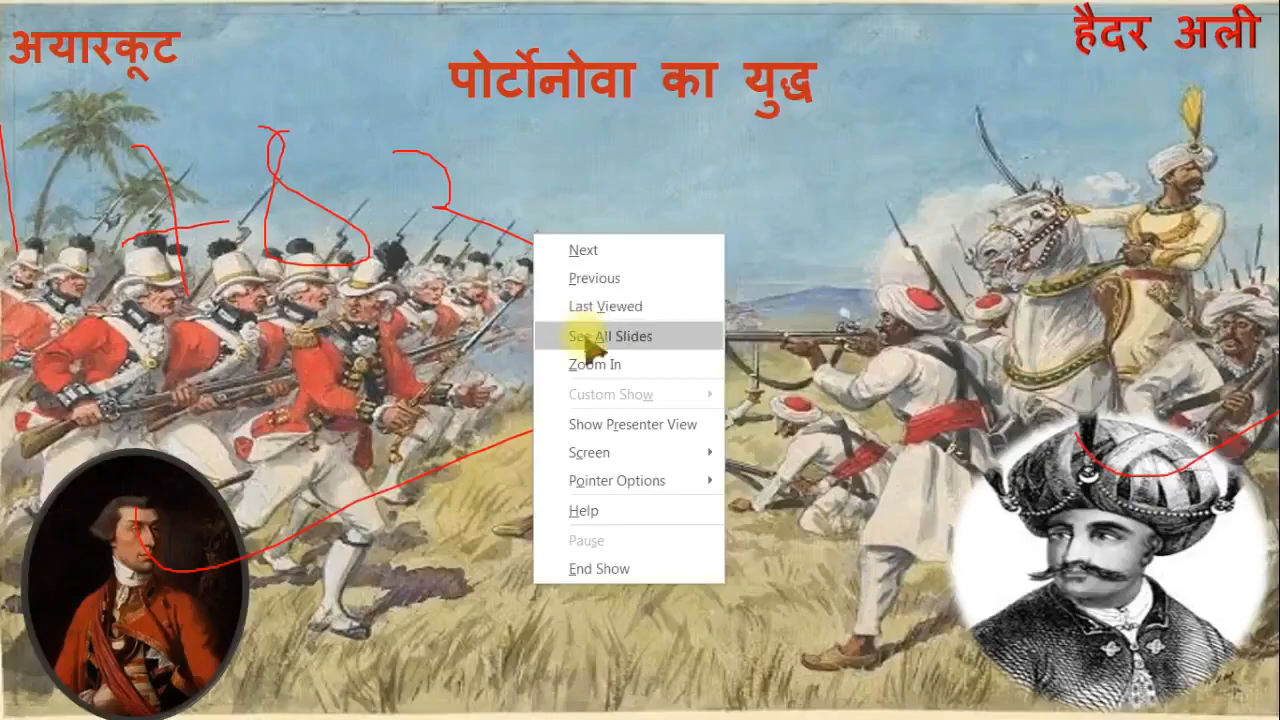 अयारकूट
हैदर अली
पोर्टोनोवा का युद्ध
Next
Previous
Last Viewed
See All Slides
Zoom In
Custom Show
Show Presenter View
Screen
Pointer Options
Help
Pause
End Show